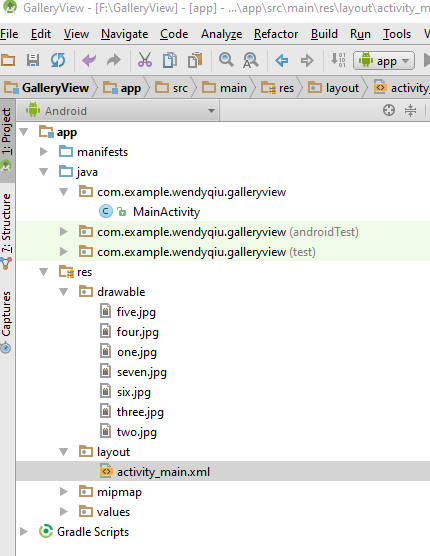 GalleryView - [F:\GalleryView] - [app] - ...\app\src\main\res\layout\activity_m
File Edit View Navigate Code Analyze Refactor Build Run Tools V
app
GalleryView app src main res layout activity_
1: Project
Android
app
manifests
java
com.example.wendyqiu.galleryview
MainActivity
com.example.wendyqiu.galleryview (androidTest)
com.example.wendyqiu.galleryview (test)
res
drawable
five.jpg
four.jpg
one.jpg
seven.jpg
six.jpg
three.jpg
two.jpg
layout
activity_main.xml
mipmap
values
Gradle Scripts
7: Structure
Captures